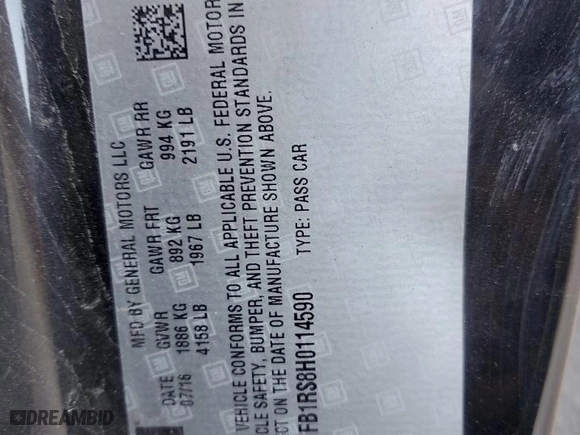 MFD BY GENERAL MOTORS LLC
DATE GVWR GAWR FRT GAWR RR
07/16 1886 KG 892 KG 994 KG
4158 LB 1967 LB 2191 LB
VEHICLE CONFORMS TO ALL APPLICABLE U.S. FEDERAL MOTOR
CLE SAFETY, BUMPER, AND THEFT PREVENTION STANDARDS IN
CT ON THE DATE OF MANUFACTURE SHOWN ABOVE.
FB1RS8H0114590 TYPE: PASS CAR
GM
DREAMBID